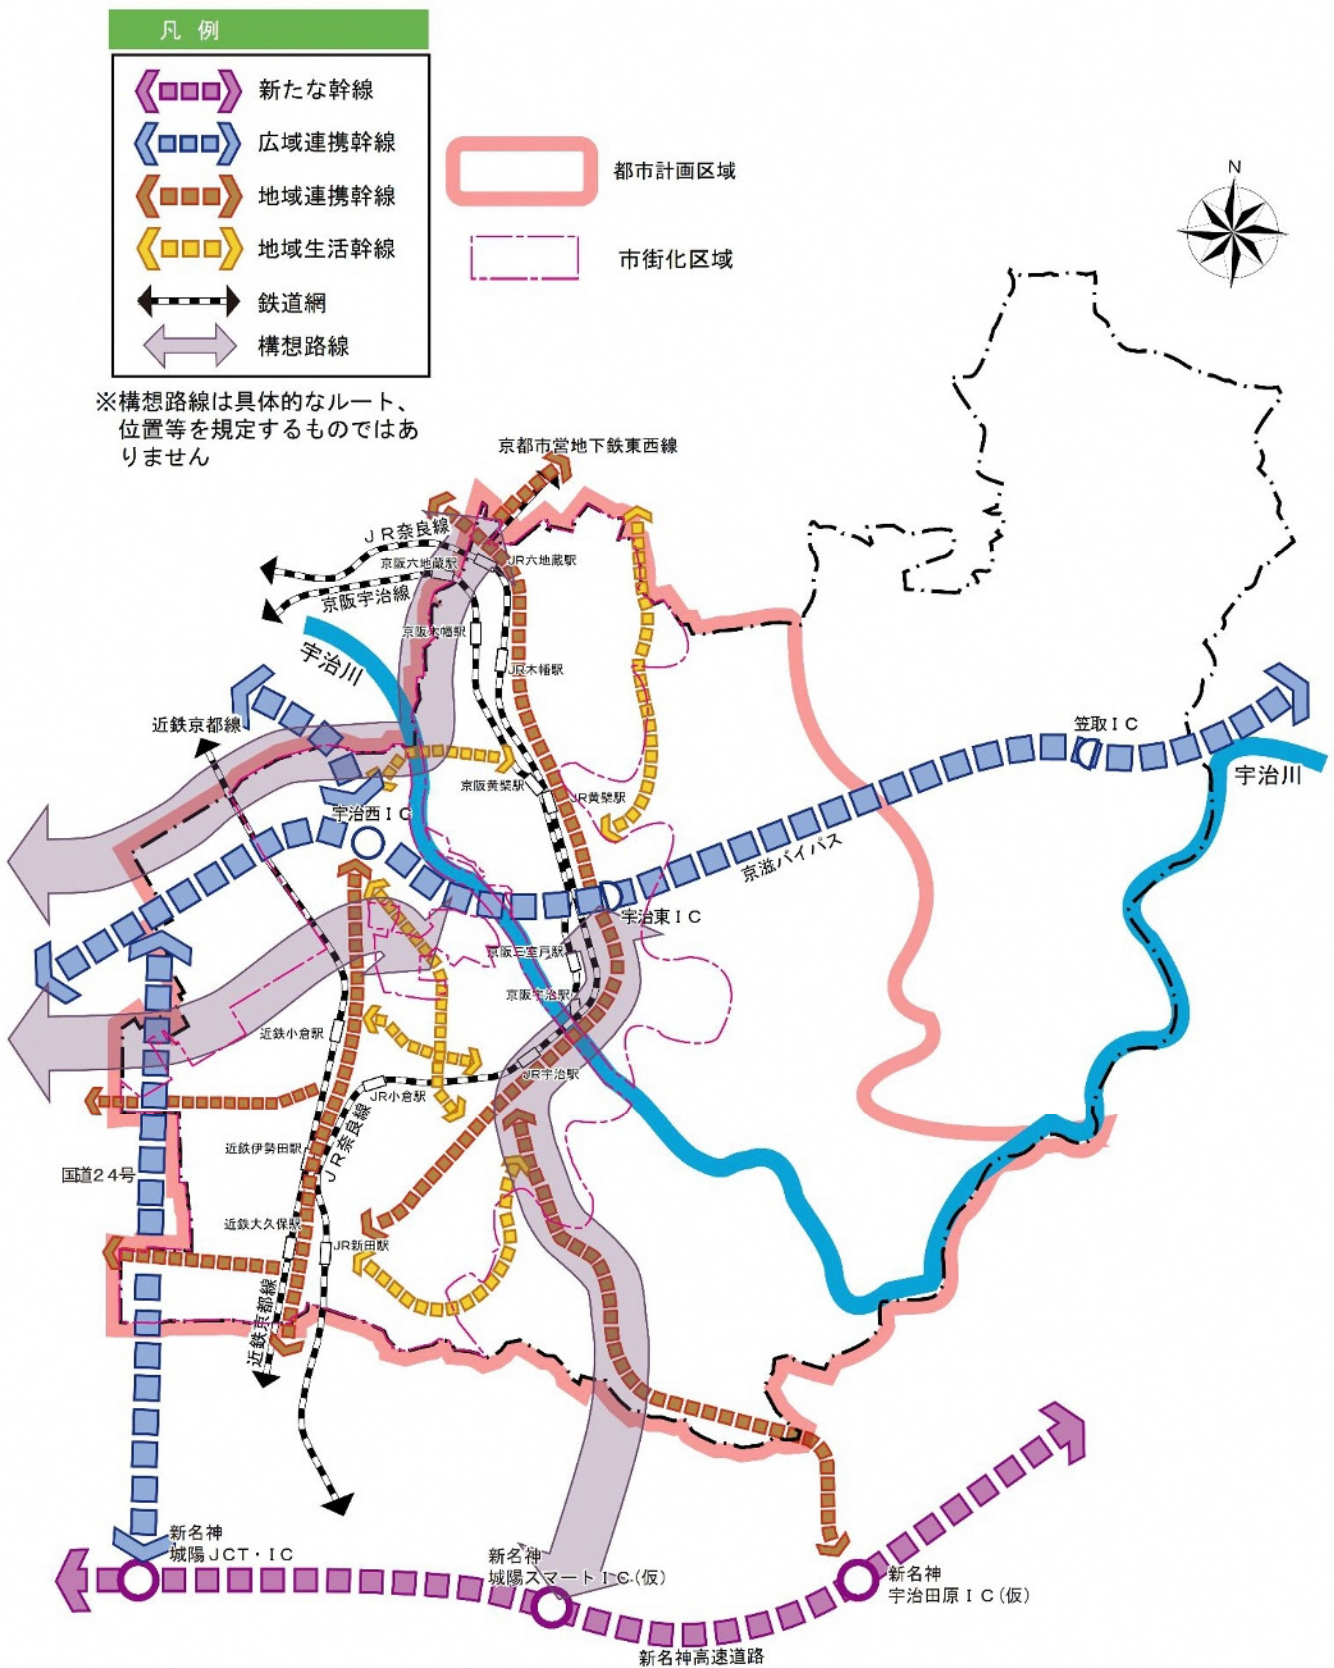 凡 例
新たな幹線
広域連携幹線
地域連携幹線
地域生活幹線
鉄道網
構想路線
都市計画区域
市街化区域
※構想路線は具体的なルート、
位置等を規定するものではあ
りません
N
京都市営地下鉄東西線
JR奈良線
京阪六地蔵駅
JR六地蔵駅
京阪宇治線
京阪木幡駅
宇治川
JR木幡駅
近鉄京都線
笠取IC
宇治川
京阪黄檗駅
JR黄檗駅
宇治西IC
京滋バイパス
宇治東IC
京阪三室戸駅
京阪宇治駅
近鉄小倉駅
JR宇治駅
JR小倉駅
JR奈良線
近鉄伊勢田駅
国道24号
近鉄大久保駅
JR新田駅
近鉄京都線
新名神
城陽JCT・IC
新名神
城陽スマートIC(仮)
新名神
宇治田原IC(仮)
新名神高速道路